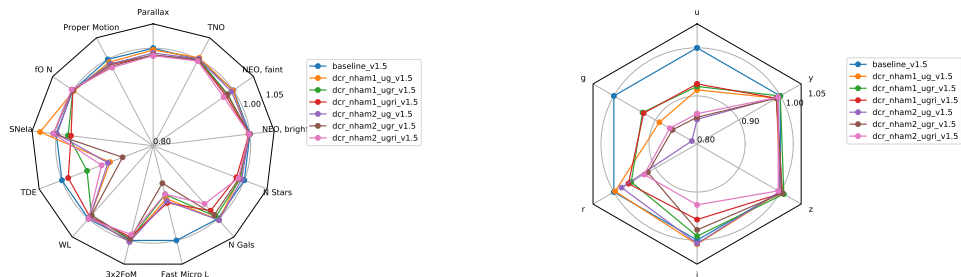 Parallax
Proper Motion
TNO
fO N
NEO, faint
1.05
1.00
SNeIa
0.80
NEO, bright
TDE
N Stars
WL
N Gals
3x2FoM
Fast Micro L
baseline_v1.5
dcr_nham1_ug_v1.5
dcr_nham1_ugr_v1.5
dcr_nham1_ugri_v1.5
dcr_nham2_ug_v1.5
dcr_nham2_ugr_v1.5
dcr_nham2_ugri_v1.5
u
g
y
1.05
1.00
0.90
0.80
r
z
i
baseline_v1.5
dcr_nham1_ug_v1.5
dcr_nham1_ugr_v1.5
dcr_nham1_ugri_v1.5
dcr_nham2_ug_v1.5
dcr_nham2_ugr_v1.5
dcr_nham2_ugri_v1.5